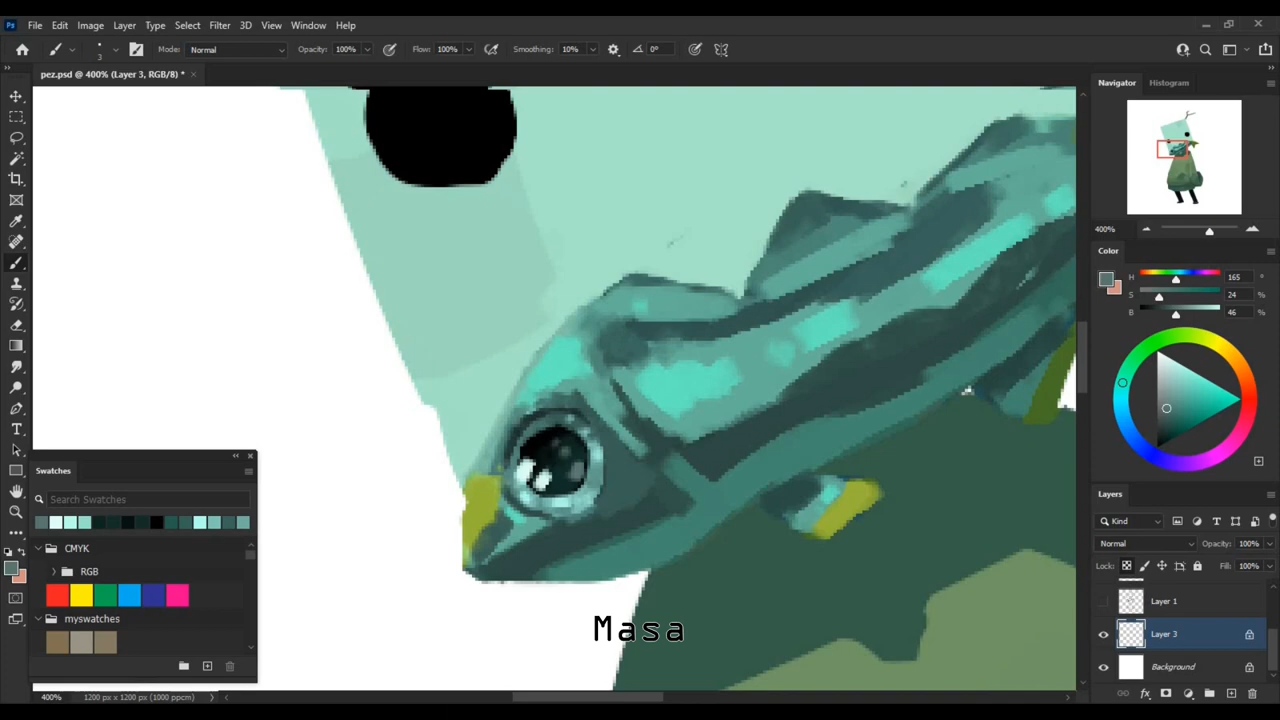 Ps File Edit Image Layer Type Select Filter 3D View Window Help
3 Mode: Normal Opacity: 100% Flow: 100% Smoothing: 10% 0°
pez.psd @ 400% (Layer 3, RGB/8) *
Navigator Histogram
400%
Color
H 165 °
S 24 %
B 46 %
Swatches
Search Swatches
CMYK
RGB
myswatches
Masa
Layers
Kind
Normal Opacity: 100%
Lock: Fill: 100%
Layer 1
Layer 3
Background
fx
400% 1200 px x 1200 px (1000 ppcm)